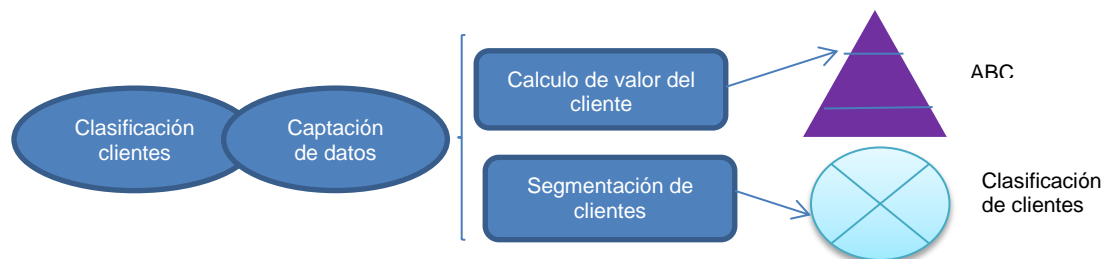 Clasificación
clientes
Captación
de datos
Calculo de valor del
cliente
Segmentación de
clientes
ABC
Clasificación
de clientes